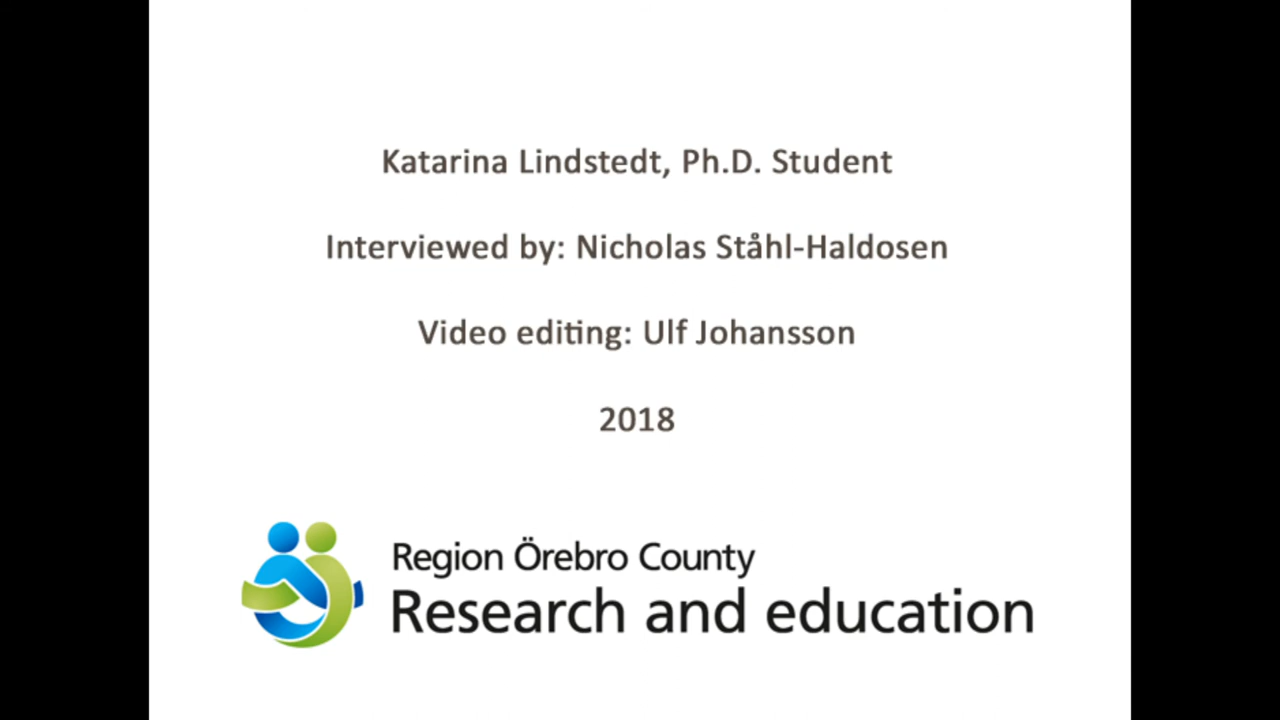 Katarina Lindstedt, Ph.D. Student
Interviewed by: Nicholas Ståhl-Haldosen
Video editing: Ulf Johansson
2018
Region Örebro County
Research and education